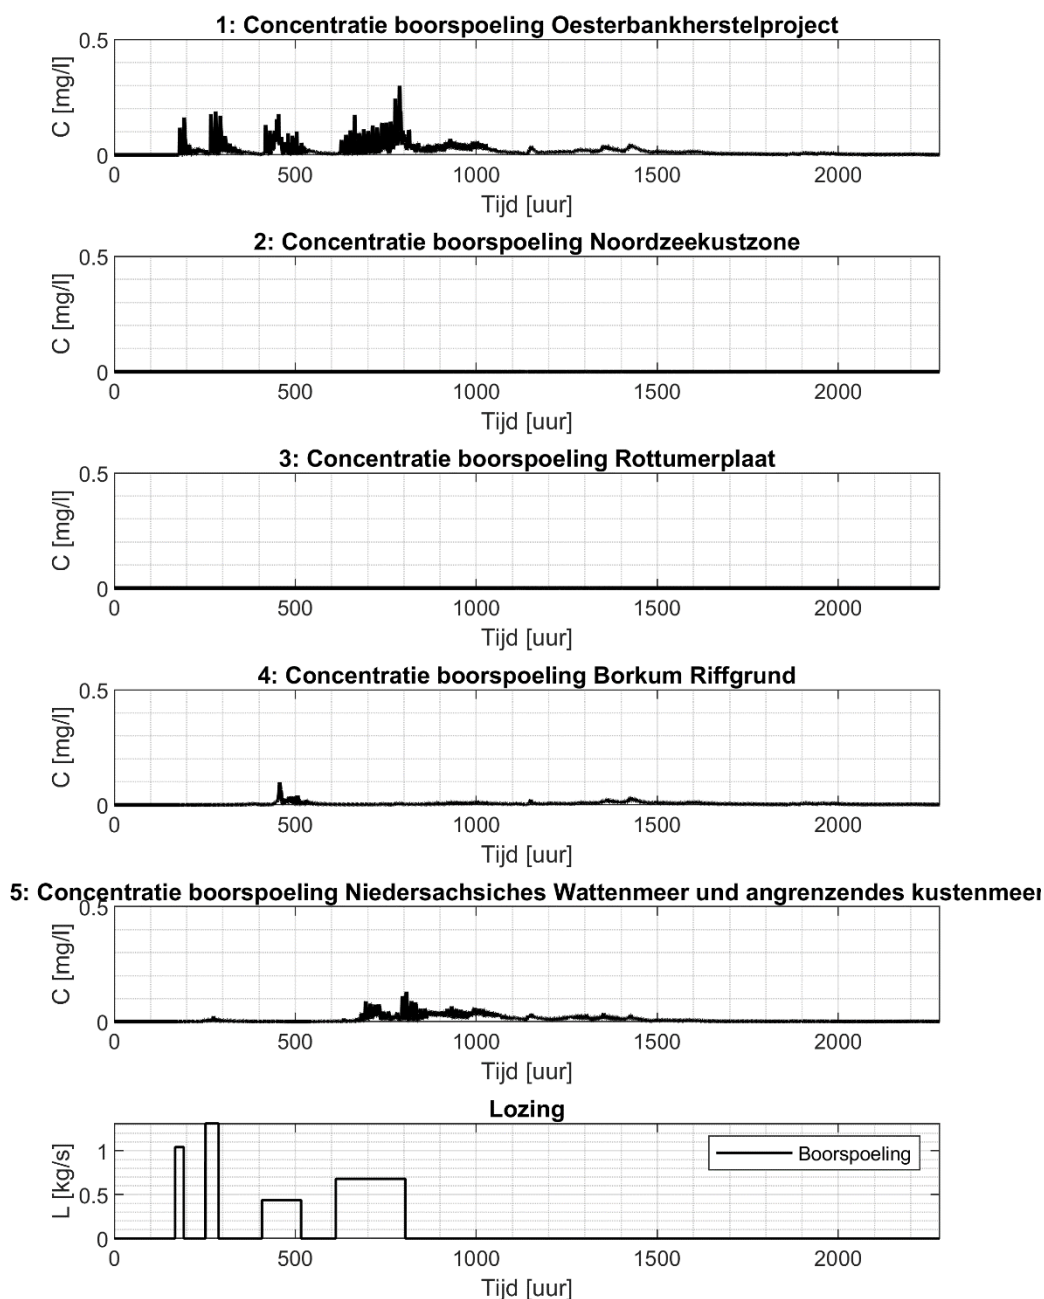 1: Concentratie boorspoeling Oesterbankherstelproject
0.5
C [mg/l]
0
0 500 1000 1500 2000
Tijd [uur]
2: Concentratie boorspoeling Noordzeekustzone
0.5
C [mg/l]
0
0 500 1000 1500 2000
Tijd [uur]
3: Concentratie boorspoeling Rottumerplaat
0.5
C [mg/l]
0
0 500 1000 1500 2000
Tijd [uur]
4: Concentratie boorspoeling Borkum Riffgrund
0.5
C [mg/l]
0
0 500 1000 1500 2000
Tijd [uur]
5: Concentratie boorspoeling Niedersachsiches Wattenmeer und angrenzendes kustenmeer
0.5
C [mg/l]
0
0 500 1000 1500 2000
Tijd [uur]
Lozing
1
Boorspoeling
L [kg/s]
0.5
0
0 500 1000 1500 2000
Tijd [uur]